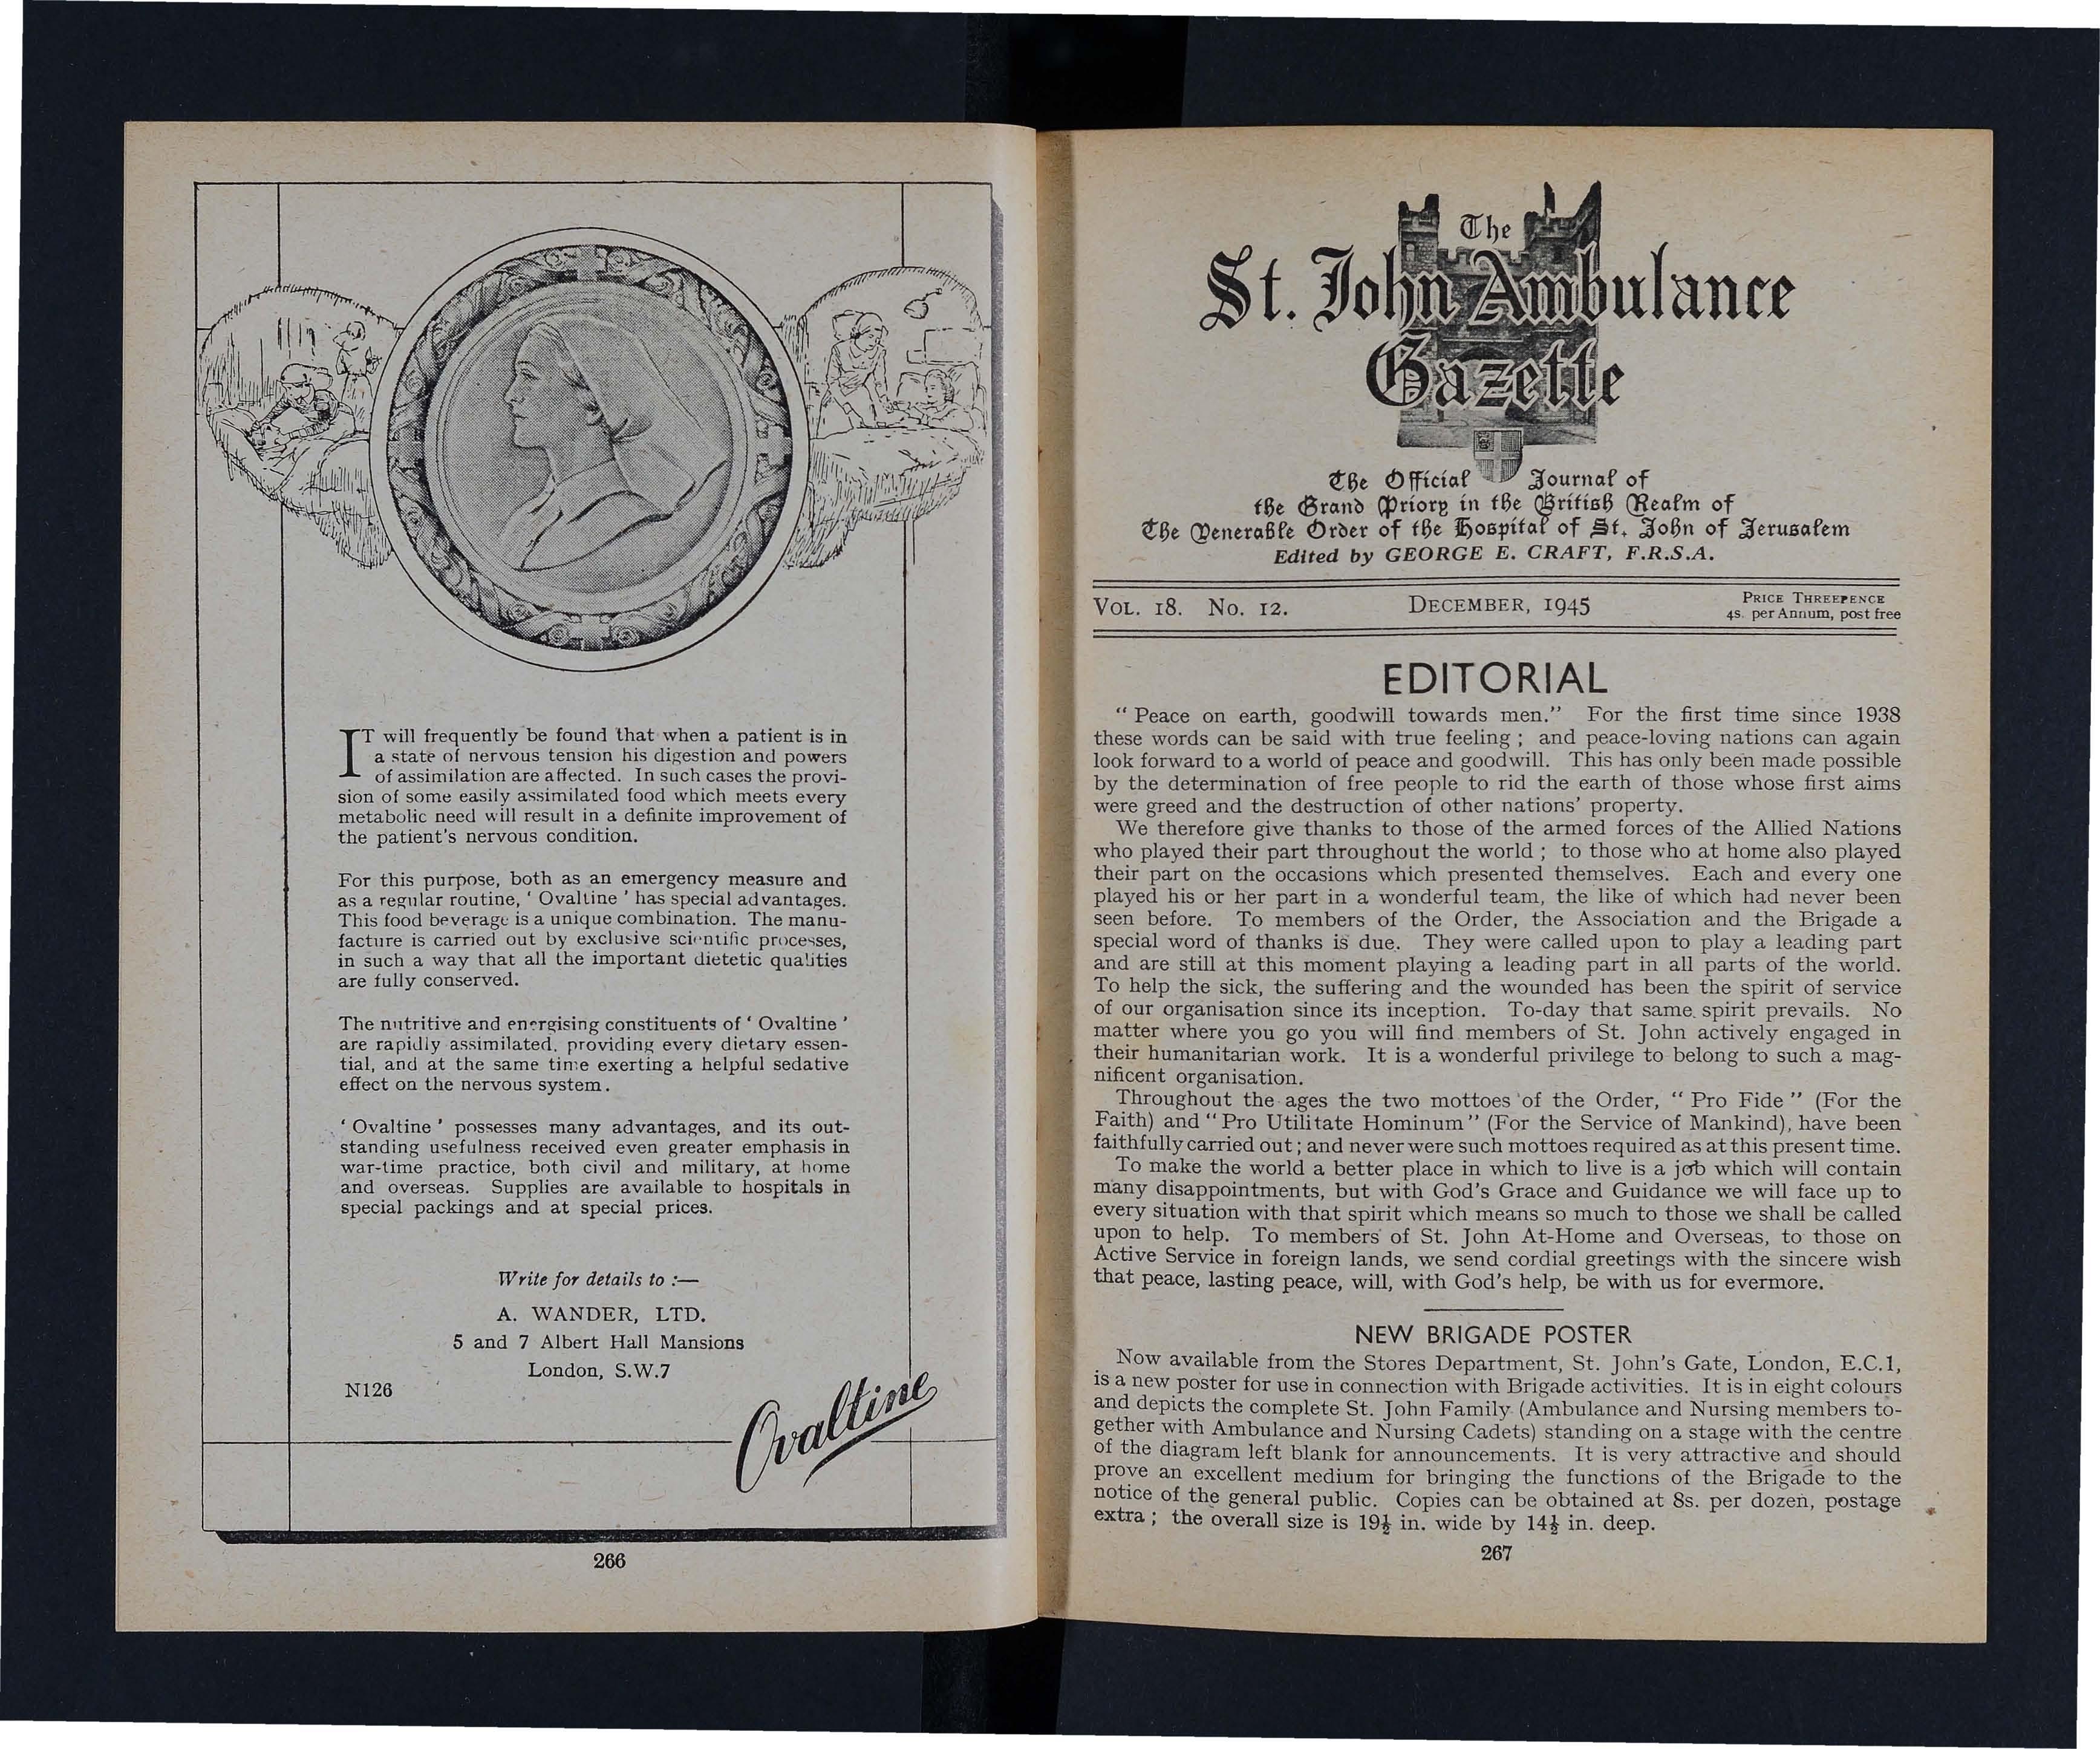 IT will frequently be found that when a patient is in
a state of nervous tension his digestion and powers
of assimilation are affected. In such cases the provi-
sion of some easily assimilated food which meets every
metabolic need will result in a definite improvement of
the patient's nervous condition.
For this purpose, both as an emergency measure and
as a regular routine, ' Ovaltine ' has special advantages.
This food beverage is a unique combination. The manu-
facture is carried out by exclusive scientific processes,
in such a way that all the important dietetic qualities
are fully conserved.
The nutritive and energising constituents of ' Ovaltine '
are rapidly assimilated, providing every dietary essen-
tial, and at the same time exerting a helpful sedative
effect on the nervous system.
' Ovaltine ' possesses many advantages, and its out-
standing usefulness received even greater emphasis in
war-time practice, both civil and military, at home
and overseas. Supplies are available to hospitals in
special packings and at special prices.
Write for details to :—
A. WANDER, LTD.
5 and 7 Albert Hall Mansions
London, S.W.7
N126
Ovaltine
266
The
St. John Ambulance
Gazette
The Official Journal of
the Grand Priory in the British Realm of
The Venerable Order of the Hospital of St. John of Jerusalem
Edited by GEORGE E. CRAFT, F.R.S.A.
VOL. 18. No. 12. DECEMBER, 1945 PRICE THREEPENCE
4s. per Annum, post free
EDITORIAL
" Peace on earth, goodwill towards men." For the first time since 1938
these words can be said with true feeling ; and peace-loving nations can again
look forward to a world of peace and goodwill. This has only been made possible
by the determination of free people to rid the earth of those whose first aims
were greed and the destruction of other nations' property.
We therefore give thanks to those of the armed forces of the Allied Nations
who played their part throughout the world ; to those who at home also played
their part on the occasions which presented themselves. Each and every one
played his or her part in a wonderful team, the like of which had never been
seen before. To members of the Order, the Association and the Brigade a
special word of thanks is due. They were called upon to play a leading part
and are still at this moment playing a leading part in all parts of the world.
To help the sick, the suffering and the wounded has been the spirit of service
of our organisation since its inception. To-day that same spirit prevails. No
matter where you go you will find members of St. John actively engaged in
their humanitarian work. It is a wonderful privilege to belong to such a mag-
nificent organisation.
Throughout the ages the two mottoes of the Order, " Pro Fide " (For the
Faith) and " Pro Utilitate Hominum " (For the Service of Mankind), have been
faithfully carried out ; and never were such mottoes required as at this present time.
To make the world a better place in which to live is a job which will contain
many disappointments, but with God's Grace and Guidance we will face up to
every situation with that spirit which means so much to those we shall be called
upon to help. To members of St. John At-Home and Overseas, to those on
Active Service in foreign lands, we send cordial greetings with the sincere wish
that peace, lasting peace, will, with God's help, be with us for evermore.
NEW BRIGADE POSTER
Now available from the Stores Department, St. John's Gate, London, E.C.1,
is a new poster for use in connection with Brigade activities. It is in eight colours
and depicts the complete St. John Family (Ambulance and Nursing members to-
gether with Ambulance and Nursing Cadets) standing on a stage with the centre
of the diagram left blank for announcements. It is very attractive and should
prove an excellent medium for bringing the functions of the Brigade to the
notice of the general public. Copies can be obtained at 8s. per dozen, postage
extra ; the overall size is 19½ in. wide by 14½ in. deep.
267